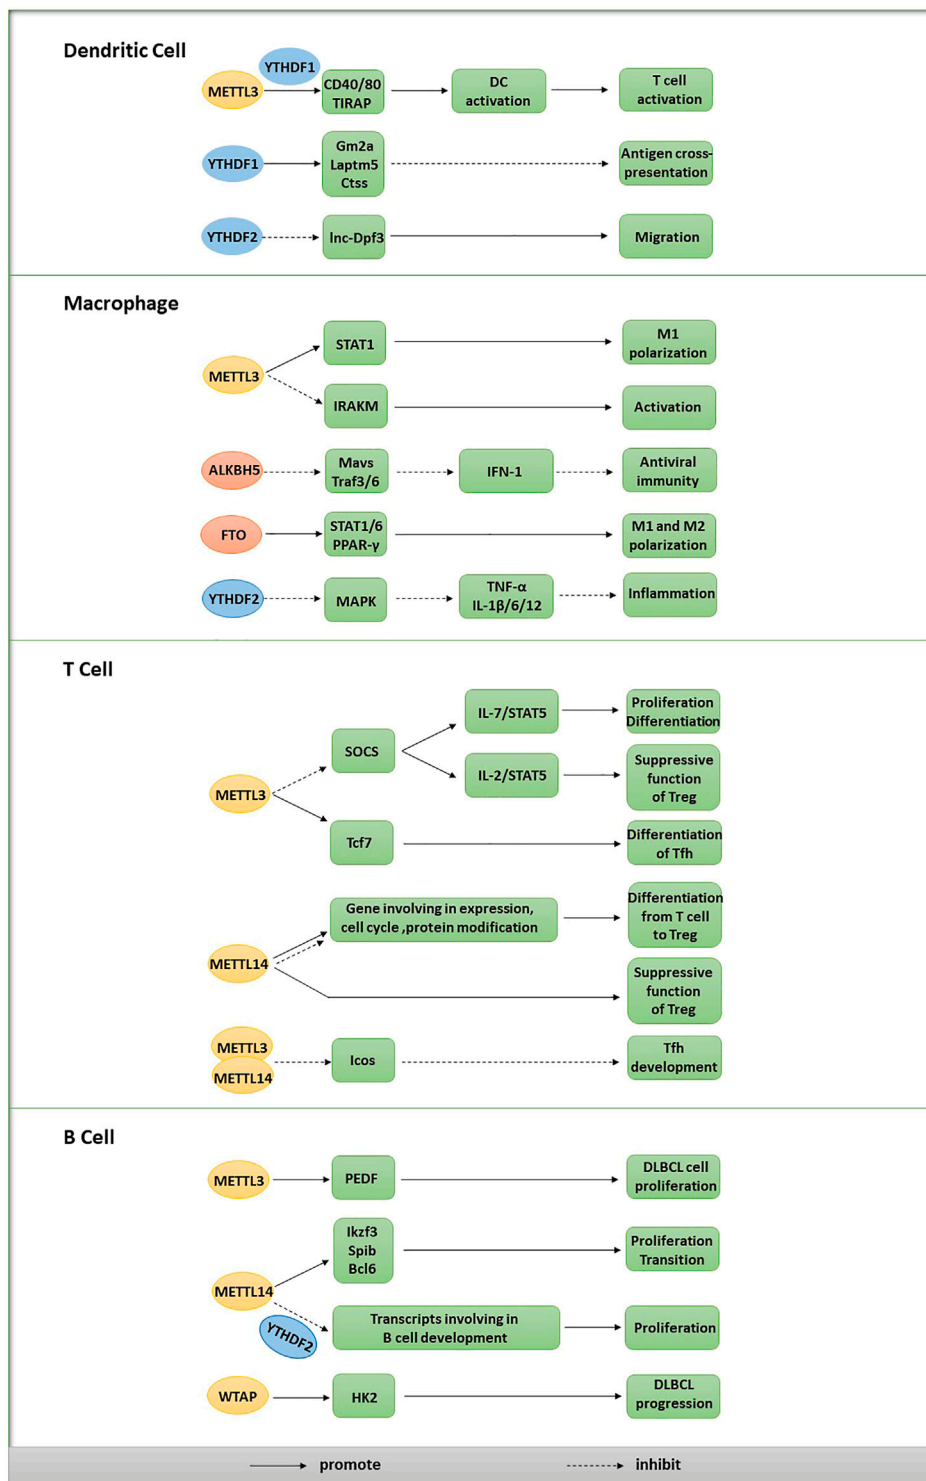 Dendritic Cell
YTHDF1
METTL3
CD40/80
TIRAP
DC
activation
T cell
activation
YTHDF1
Gm2a
Laptm5
Ctss
Antigen cross-
presentation
YTHDF2
lnc-Dpf3
Migration
Macrophage
METTL3
STAT1
M1
polarization
IRAKM
Activation
ALKBH5
Mavs
Traf3/6
IFN-1
Antiviral
immunity
FTO
STAT1/6
PPAR-γ
M1 and M2
polarization
YTHDF2
MAPK
TNF-α
IL-1β/6/12
Inflammation
T Cell
METTL3
SOCS
IL-7/STAT5
Proliferation
Differentiation
IL-2/STAT5
Suppressive
function
of Treg
Tcf7
Differentiation
of Tfh
METTL14
Gene involving in expression,
cell cycle ,protein modification
Differentiation
from T cell
to Treg
Suppressive
function
of Treg
METTL3
METTL14
Icos
Tfh
development
B Cell
METTL3
PEDF
DLBCL cell
proliferation
METTL14
Ikzf3
Spib
Bcl6
Proliferation
Transition
YTHDF2
Transcripts involving in
B cell development
Proliferation
WTAP
HK2
DLBCL
progression
promote
inhibit